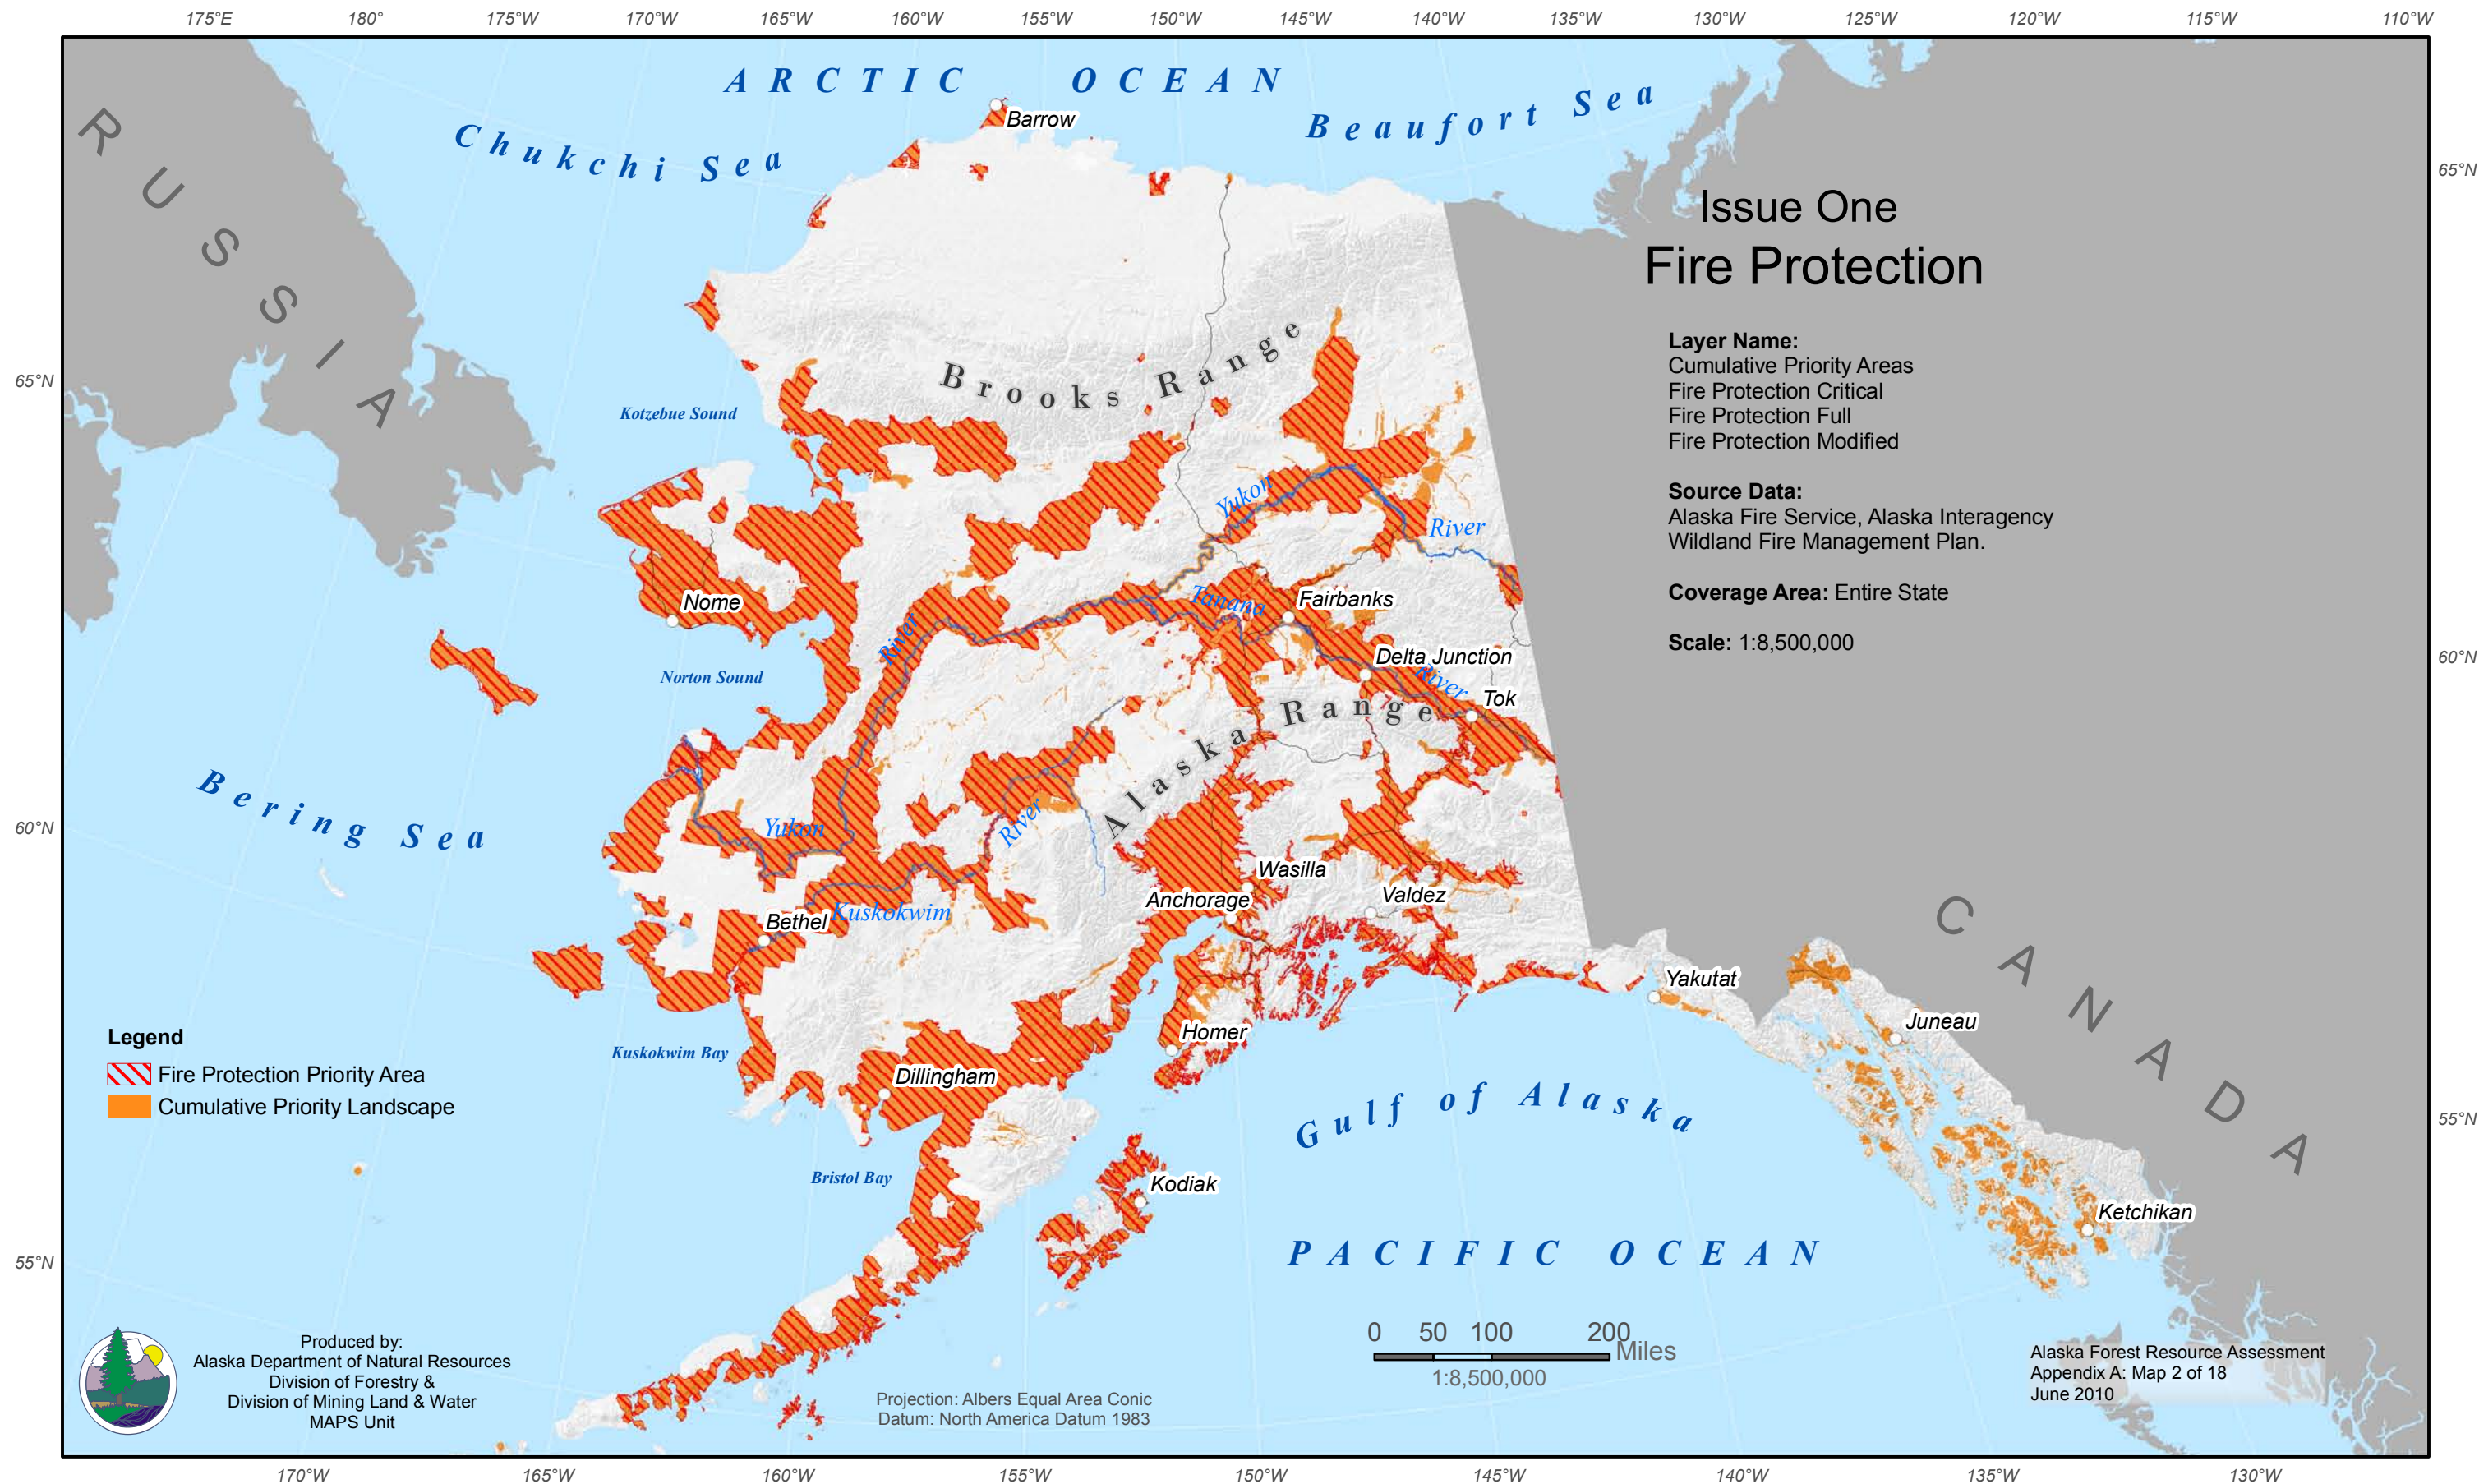 175°E 180° 175°W 170°W 165°W 160°W 155°W 150°W 145°W 140°W 135°W 130°W 125°W 120°W 115°W 110°W
ARCTIC OCEAN
Chukchi Sea
Beaufort Sea
RUSSIA
Barrow
65°N
65°N
Issue One
Fire Protection
Layer Name:
Cumulative Priority Areas
Fire Protection Critical
Fire Protection Full
Fire Protection Modified
Source Data:
Alaska Fire Service, Alaska Interagency
Wildland Fire Management Plan.
Coverage Area: Entire State
Scale: 1:8,500,000
Brooks Range
Kotzebue Sound
Yukon
River
Nome
Tanana
Fairbanks
River
Delta Junction
River
Tok
Norton Sound
60°N
60°N
Alaska Range
Bering Sea
Yukon
River
Wasilla
Anchorage
Valdez
Bethel
Kuskokwim
CANADA
Yakutat
Juneau
Homer
Kuskokwim Bay
Dillingham
Legend
Fire Protection Priority Area
Cumulative Priority Landscape
Gulf of Alaska
55°N
55°N
Bristol Bay
Kodiak
Ketchikan
PACIFIC OCEAN
0 50 100 200
Miles
1:8,500,000
Produced by:
Alaska Department of Natural Resources
Division of Forestry &
Division of Mining Land & Water
MAPS Unit
Projection: Albers Equal Area Conic
Datum: North America Datum 1983
Alaska Forest Resource Assessment
Appendix A: Map 2 of 18
June 2010
170°W 165°W 160°W 155°W 150°W 145°W 140°W 135°W 130°W